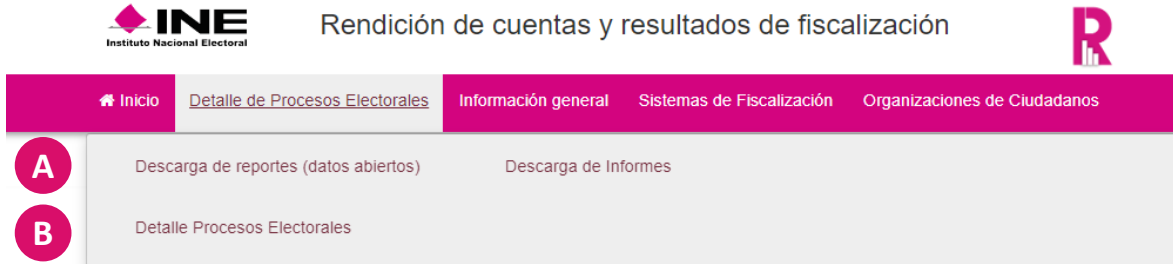 INE
Instituto Nacional Electoral
Rendición de cuentas y resultados de fiscalización
R
Inicio Detalle de Procesos Electorales Información general Sistemas de Fiscalización Organizaciones de Ciudadanos
A Descarga de reportes (datos abiertos) Descarga de Informes
B Detalle Procesos Electorales